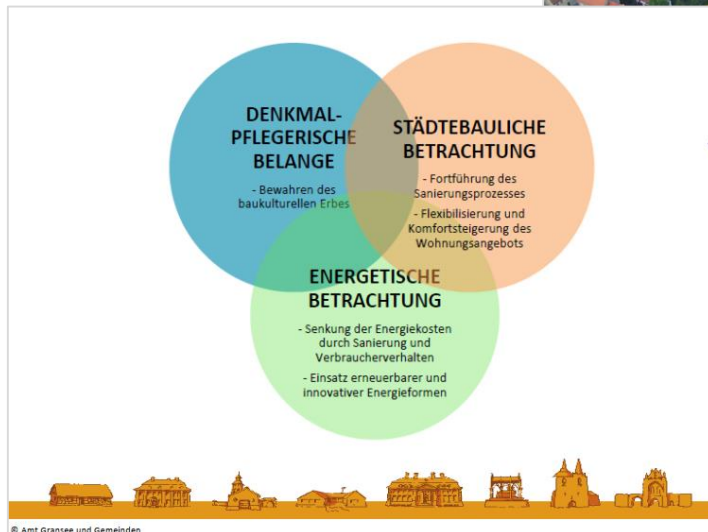 DENKMAL-
PFLEGERISCHE
BELANGE
- Bewahren des
baukulturellen Erbes
STÄDTEBAULICHE
BETRACHTUNG
- Fortführung des
Sanierungsprozesses
- Flexibilisierung und
Komfortsteigerung des
Wohnungsangebots
ENERGETISCHE
BETRACHTUNG
- Senkung der Energiekosten
durch Sanierung und
Verbraucherverhalten
- Einsatz erneuerbarer und
innovativer Energieformen
© Amt Gransee und Gemeinden